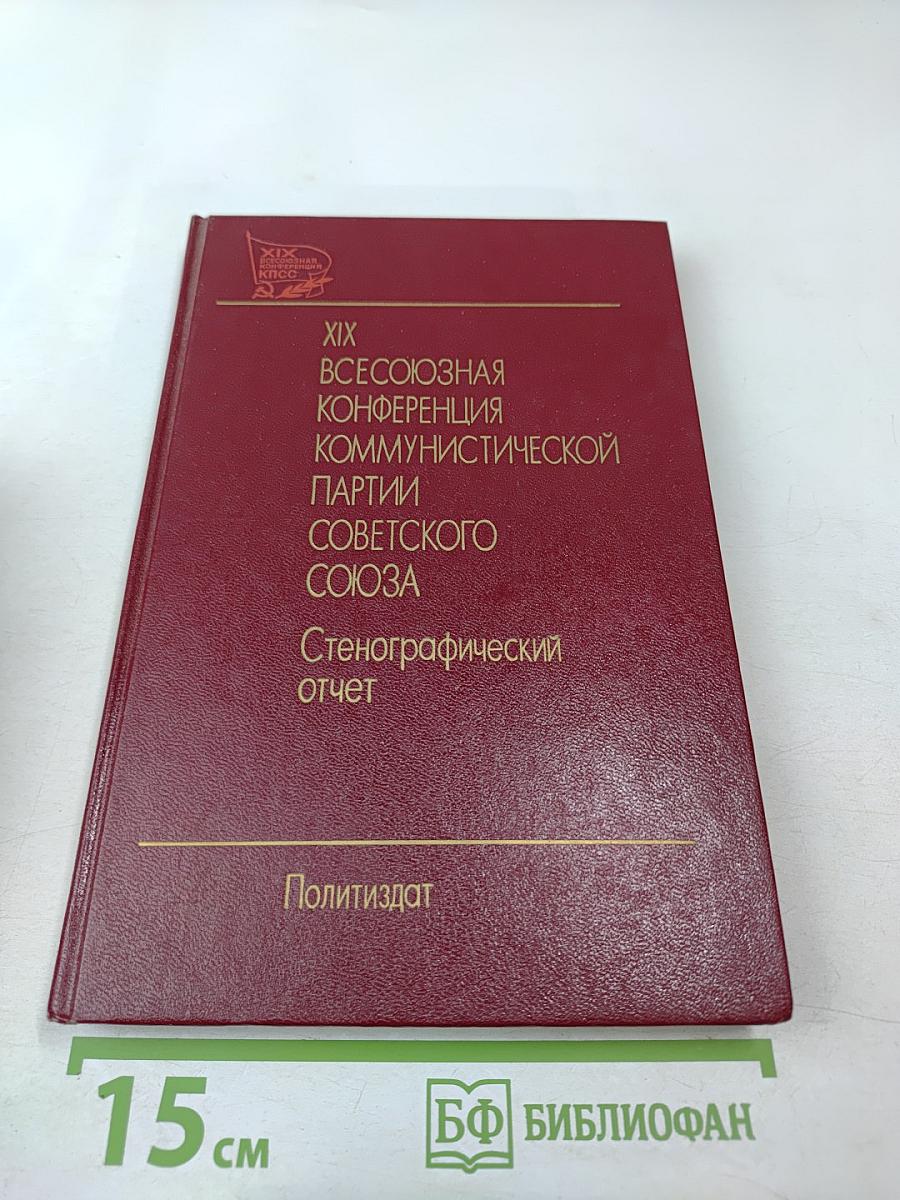 XIX
ВСЕСОЮЗНАЯ
КОНФЕРЕНЦИЯ
КПСС
XIX
ВСЕСОЮЗНАЯ
КОНФЕРЕНЦИЯ
КОММУНИСТИЧЕСКОЙ
ПАРТИИ
СОВЕТСКОГО
СОЮЗА
Стенографический
отчет
Политиздат
15 см
БФ БИБЛИОФАН